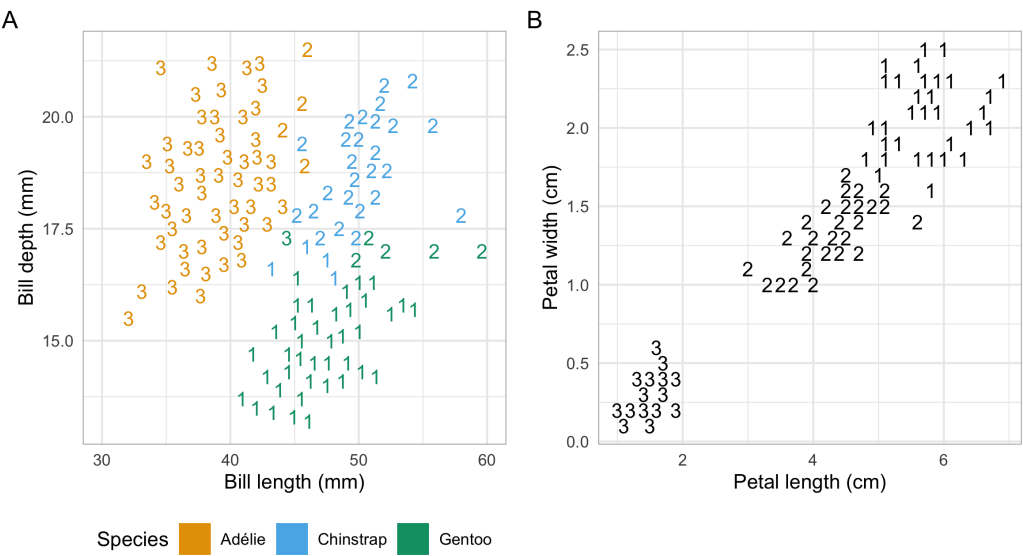 A
B
20.0
17.5
15.0
Bill depth (mm)
30 40 50 60
Bill length (mm)
2.5
2.0
1.5
1.0
0.5
0.0
Petal width (cm)
2 4 6
Petal length (cm)
Species Adélie Chinstrap Gentoo